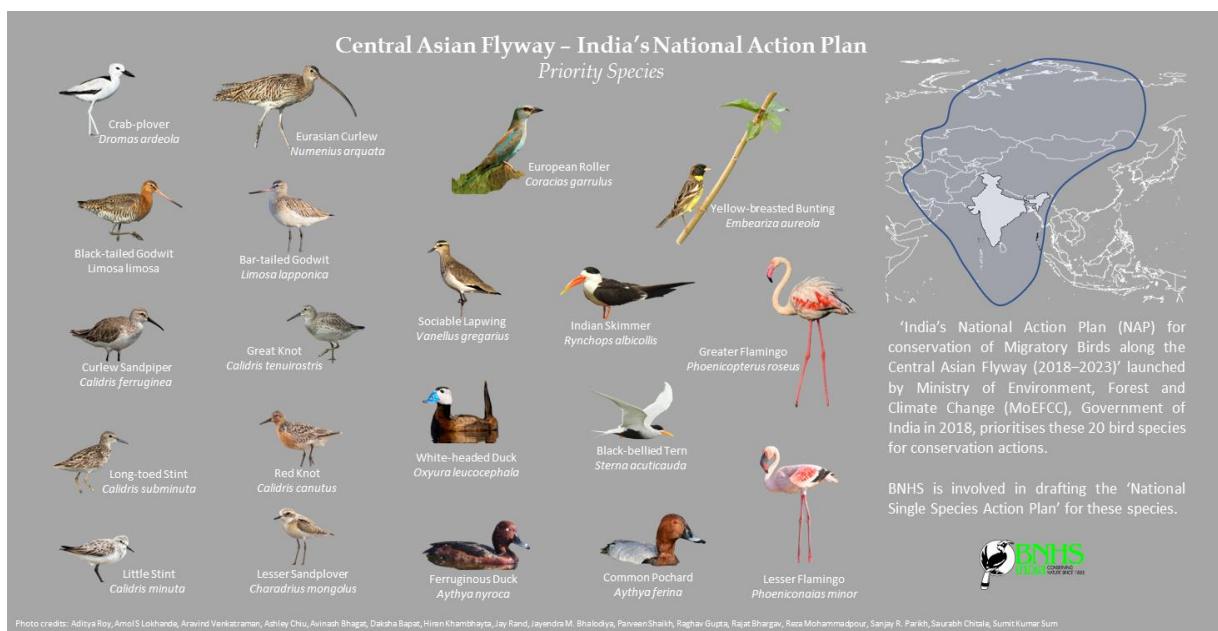 Central Asian Flyway – India's National Action Plan
Priority Species
Crab-plover
Dromas ardeola
Eurasian Curlew
Numenius arquata
European Roller
Coracias garrulus
Yellow-breasted Bunting
Embeariza aureola
Black-tailed Godwit
Limosa limosa
Bar-tailed Godwit
Limosa lapponica
Sociable Lapwing
Vanellus gregarius
Indian Skimmer
Rynchops albicollis
Greater Flamingo
Phoenicopterus roseus
Curlew Sandpiper
Calidris ferruginea
Great Knot
Calidris tenuirostris
White-headed Duck
Oxyura leucocephala
Black-bellied Tern
Sterna acuticauda
Long-toed Stint
Calidris subminuta
Red Knot
Calidris canutus
Little Stint
Calidris minuta
Lesser Sandplover
Charadrius mongolus
Ferruginous Duck
Aythya nyroca
Common Pochard
Aythya ferina
Lesser Flamingo
Phoeniconaias minor
'India's National Action Plan (NAP) for
conservation of Migratory Birds along the
Central Asian Flyway (2018–2023)' launched
by Ministry of Environment, Forest and
Climate Change (MoEFCC), Government of
India in 2018, prioritises these 20 bird species
for conservation actions.
BNHS is involved in drafting the 'National
Single Species Action Plan' for these species.
BNHS
India CONSERVING
NATURE SINCE 1883
Photo credits: Aditya Roy, Amol S Lokhande, Aravind Venkatraman, Ashley Chiu, Avinash Bhagat, Daksha Bapat, Hiren Khambhayta, Jay Rand, Jayendra M. Bhalodiya, Parveen Shaikh, Raghav Gupta, Rajat Bhargav, Reza Mohammadpour, Sanjay R. Parikh, Saurabh Chitale, Sumit Kumar Sum